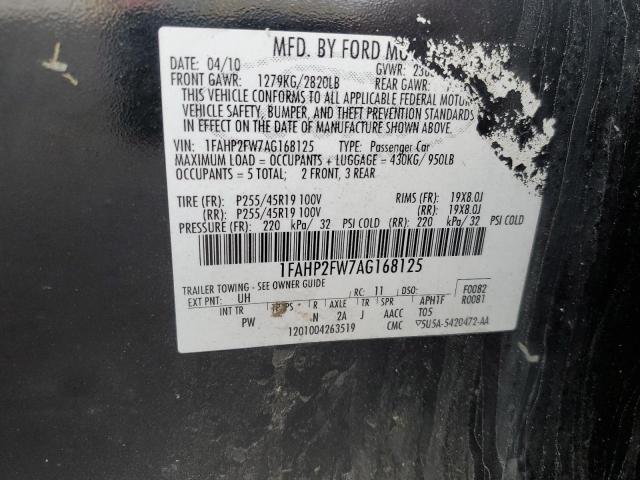 MFD. BY FORD
DATE: 04/10 GVWR:
FRONT GAWR: 1279KG/2820LB REAR GAWR:
THIS VEHICLE CONFORMS TO ALL APPLICABLE FEDERAL MOTOR
VEHICLE SAFETY, BUMPER, AND THEFT PREVENTION STANDARDS
IN EFFECT ON THE DATE OF MANUFACTURE SHOWN ABOVE.
VIN: 1FAHP2FW7AG168125 TYPE: Passenger Car
MAXIMUM LOAD = OCCUPANTS + LUGGAGE = 430KG/ 950LB
OCCUPANTS = 5 TOTAL; 2 FRONT, 3 REAR
TIRE (FR): P255/45R19 100V RIMS (FR): 19X8.0J
(RR): P255/45R19 100V (RR): 19X8.0J
PRESSURE (FR): 220 kPa/ 32 PSI COLD (RR): 220 kPa/ 32 PSI COLD
1FAHP2FW7AG168125
TRAILER TOWING - SEE OWNER GUIDE
EXT PNT: UH RC: 11 DSO: F0082
INT TR R AXLE TR SPR APHTF R0081
PW N 2A J AACC T05
1201004263519 CMC ▽5U5A-5420472-AA